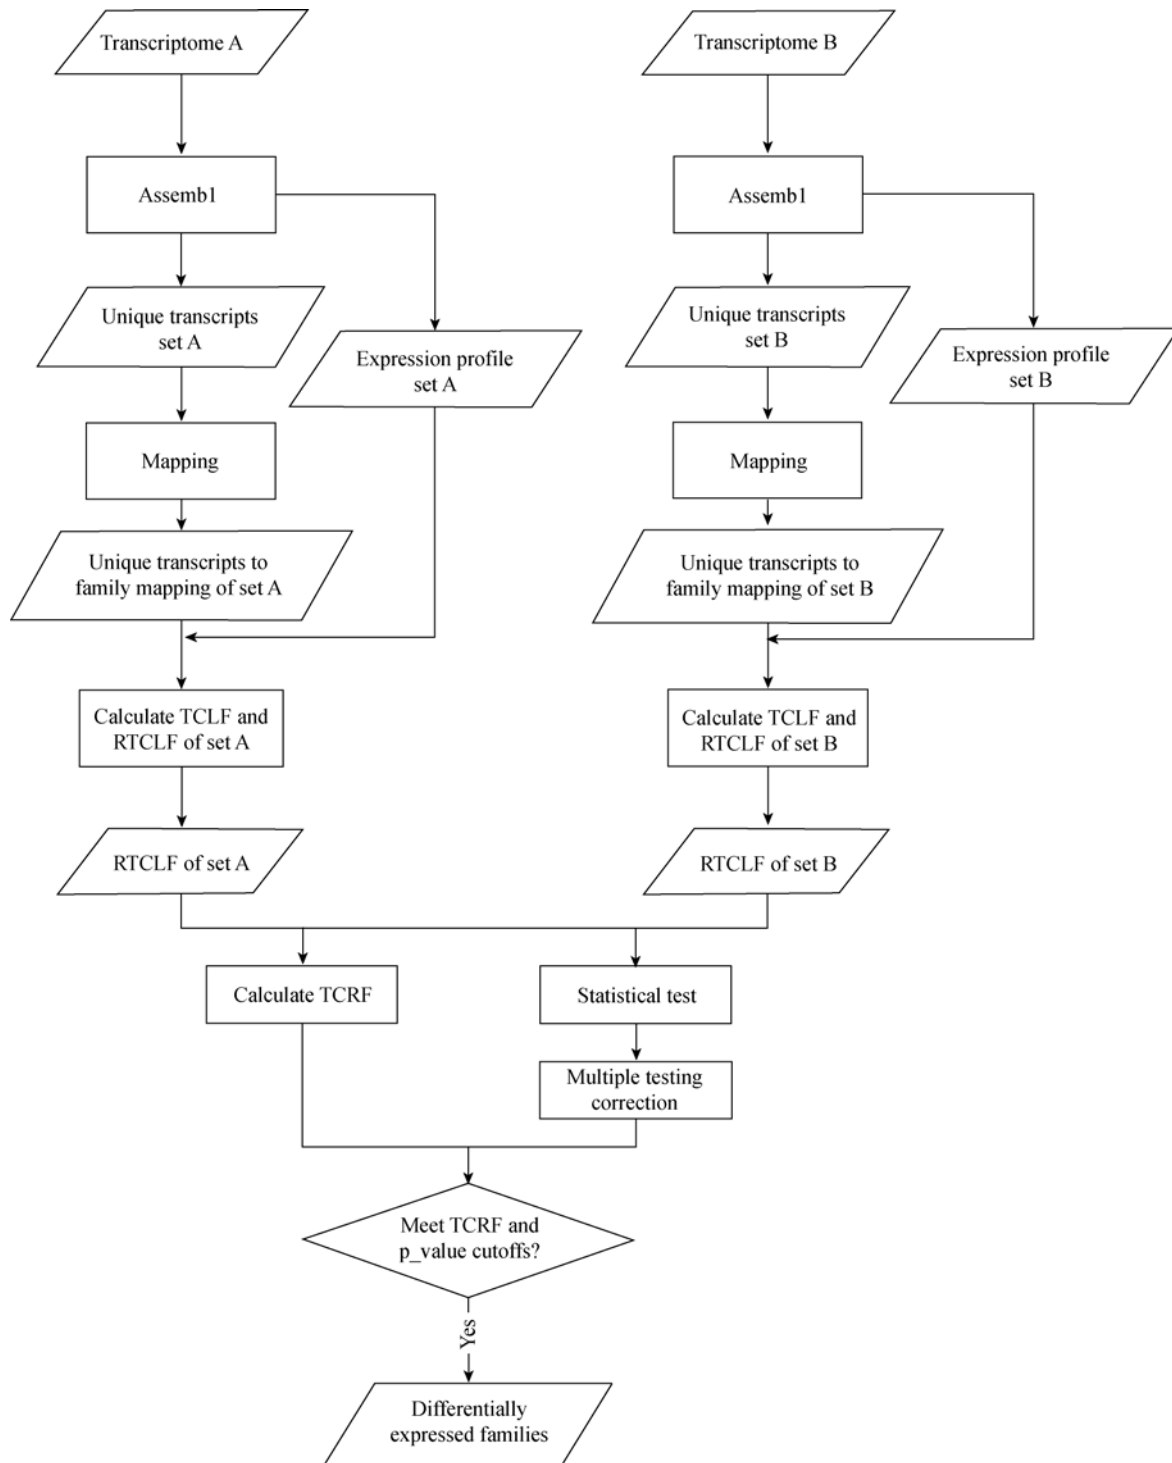 Transcriptome A
Transcriptome B
Assemb1
Assemb1
Unique transcripts
set A
Expression profile
set A
Unique transcripts
set B
Expression profile
set B
Mapping
Mapping
Unique transcripts to
family mapping of set A
Unique transcripts to
family mapping of set B
Calculate TCLF and
RTCLF of set A
Calculate TCLF and
RTCLF of set B
RTCLF of set A
RTCLF of set B
Calculate TCRF
Statistical test
Multiple testing
correction
Meet TCRF and
p_value cutoffs?
Yes
Differentially
expressed families